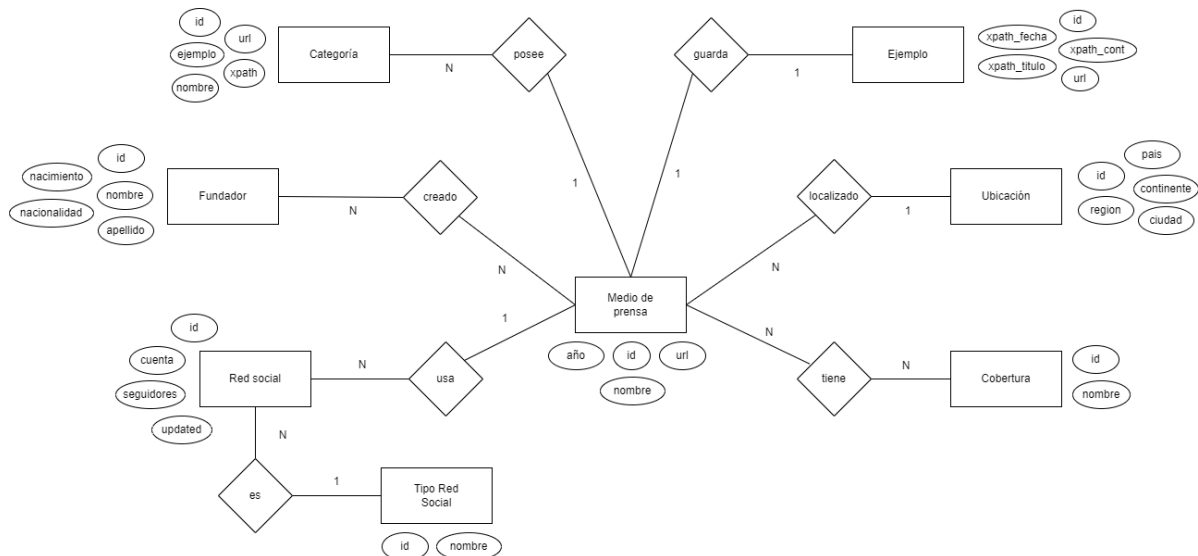 id
url
ejemplo
xpath
nombre
Categoría
N
posee
1
guarda
1
1
Ejemplo
id
xpath_fecha
xpath_cont
xpath_titulo
url
id
nacimiento
nombre
nacionalidad
apellido
Fundador
N
creado
N
localizado
N
1
Ubicación
pais
id
continente
region
ciudad
Medio de
prensa
año
id
url
nombre
id
cuenta
seguidores
updated
Red social
N
usa
1
N
tiene
N
Cobertura
id
nombre
N
es
1
Tipo Red
Social
id
nombre